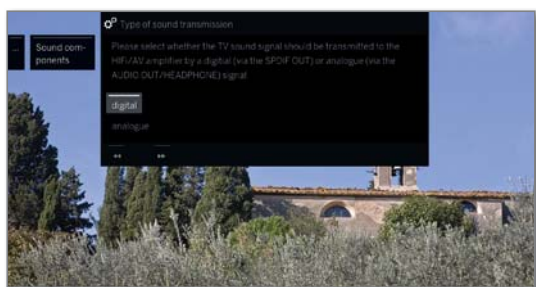 Type of sound transmission
... Sound com-
ponents
Please select whether the TV sound signal should be transmitted to the
HiFi/AV amplifier by a digital (via the SPDIF OUT) or analogue (via the
AUDIO OUT/HEADPHONE) signal
digital
analogue